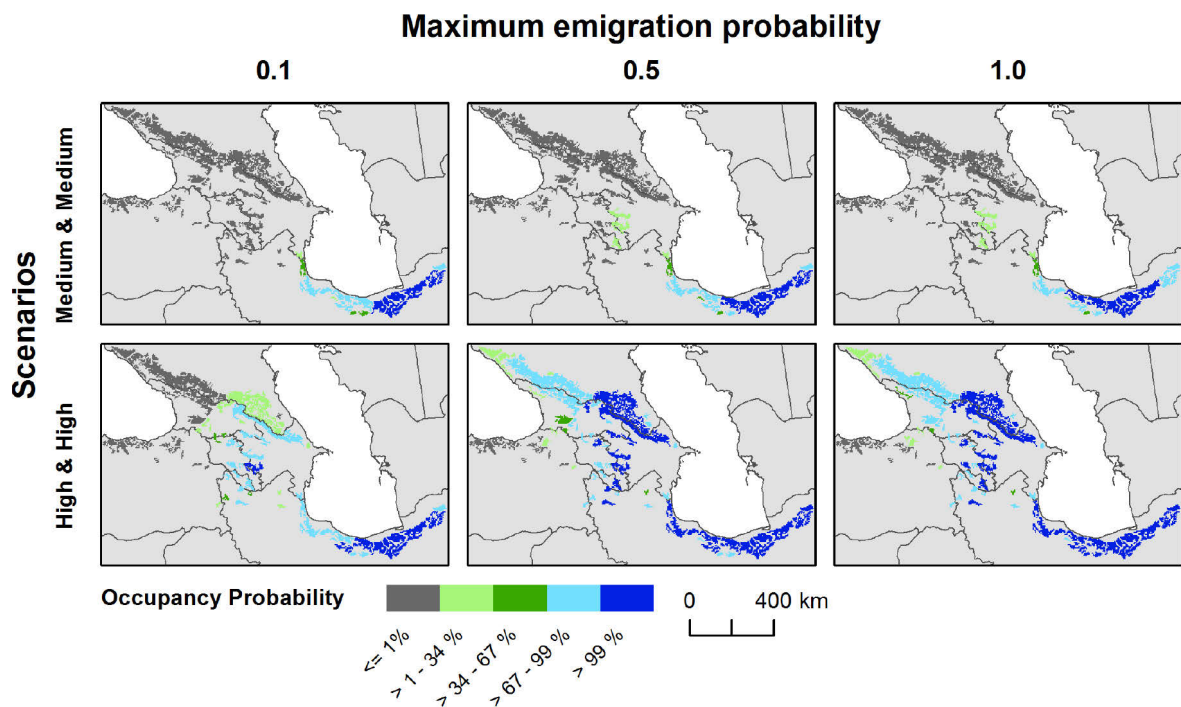 Maximum emigration probability
0.1 0.5 1.0
Scenarios
Medium & Medium
High & High
Occupancy Probability
<= 1%
> 1 - 34 %
> 34 - 67 %
> 67 - 99 %
> 99 %
0 400 km